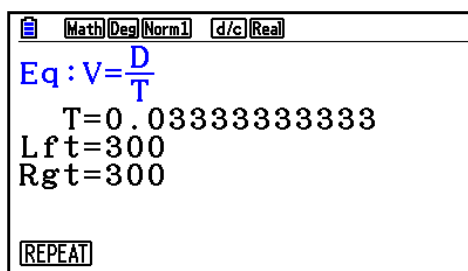 Math Deg Norm1 d/c Real
Eq:V=D/T
T=0.03333333333
Lft=300
Rgt=300
REPEAT